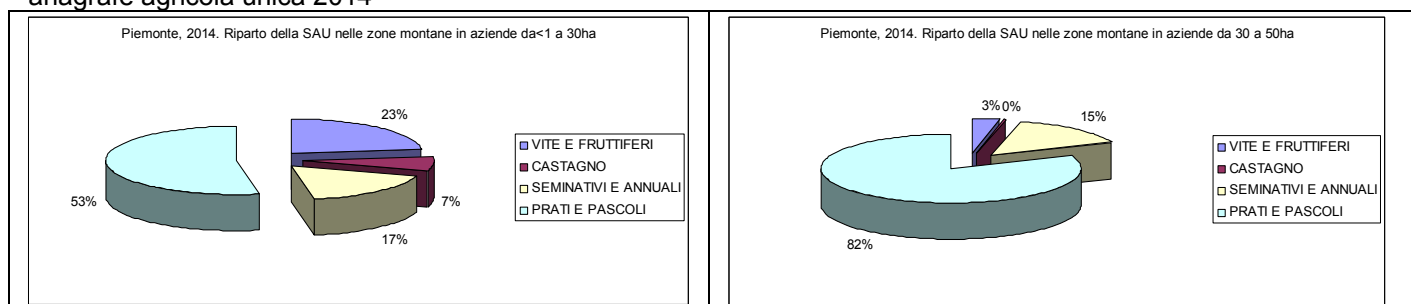 anagrafe agricola unica 2014
Piemonte, 2014. Riparto della SAU nelle zone montane in aziende da<1 a 30ha
23%
7%
17%
53%
VITE E FRUTTIFERI
CASTAGNO
SEMINATIVI E ANNUALI
PRATI E PASCOLI
Piemonte, 2014. Riparto della SAU nelle zone montane in aziende da 30 a 50ha
3%
0%
15%
82%
VITE E FRUTTIFERI
CASTAGNO
SEMINATIVI E ANNUALI
PRATI E PASCOLI